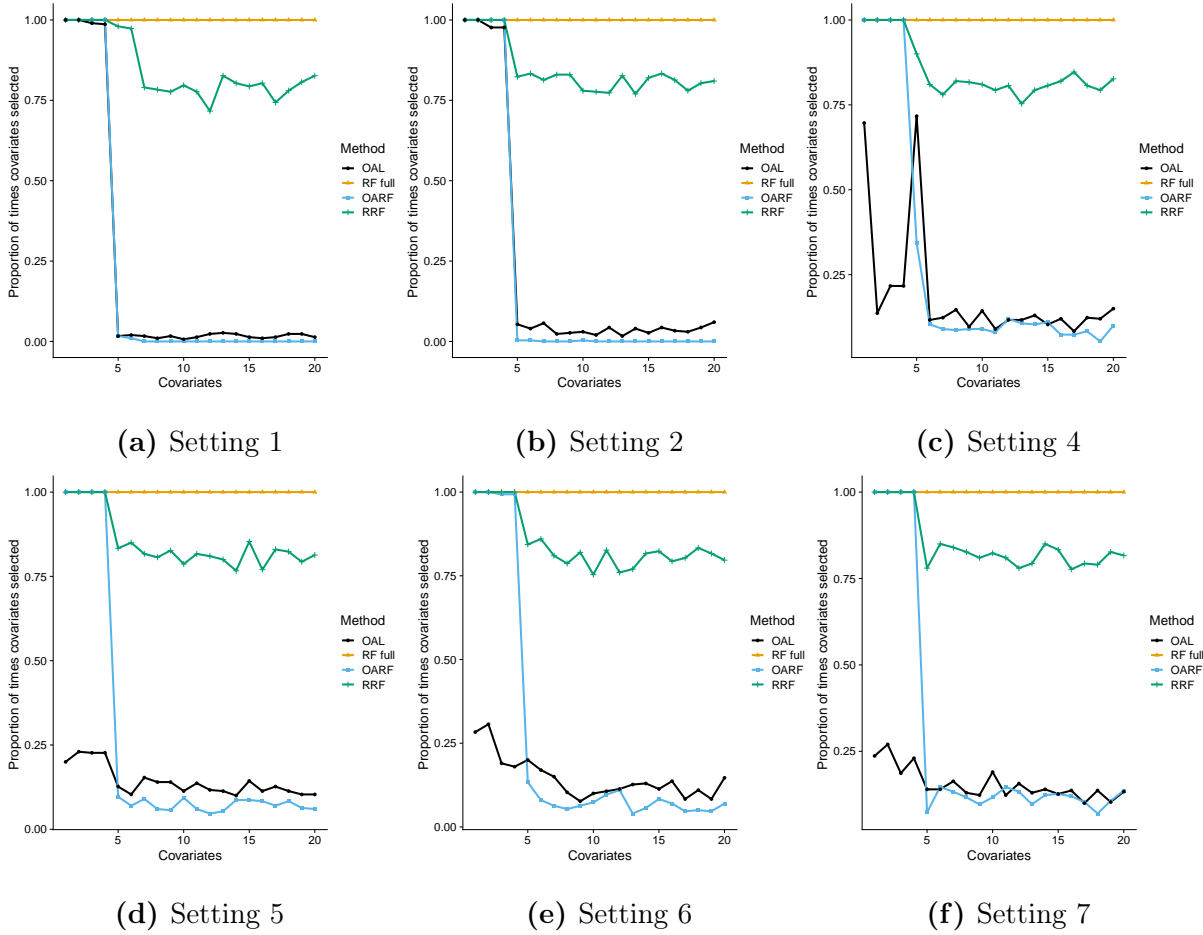 Proportion of times covariates selected
1.00
0.75
0.50
0.25
0.00
5
10
15
20
Covariates
Method
OAL
RF full
OARF
RRF
(a) Setting 1
Proportion of times covariates selected
1.00
0.75
0.50
0.25
0.00
5
10
15
20
Covariates
Method
OAL
RF full
OARF
RRF
(b) Setting 2
Proportion of times covariates selected
1.00
0.75
0.50
0.25
5
10
15
20
Covariates
Method
OAL
RF full
OARF
RRF
(c) Setting 4
Proportion of times covariates selected
1.00
0.75
0.50
0.25
0.00
5
10
15
20
Covariates
Method
OAL
RF full
OARF
RRF
(d) Setting 5
Proportion of times covariates selected
1.00
0.75
0.50
0.25
0.00
5
10
15
20
Covariates
Method
OAL
RF full
OARF
RRF
(e) Setting 6
Proportion of times covariates selected
1.00
0.75
0.50
0.25
5
10
15
20
Covariates
Method
OAL
RF full
OARF
RRF
(f) Setting 7